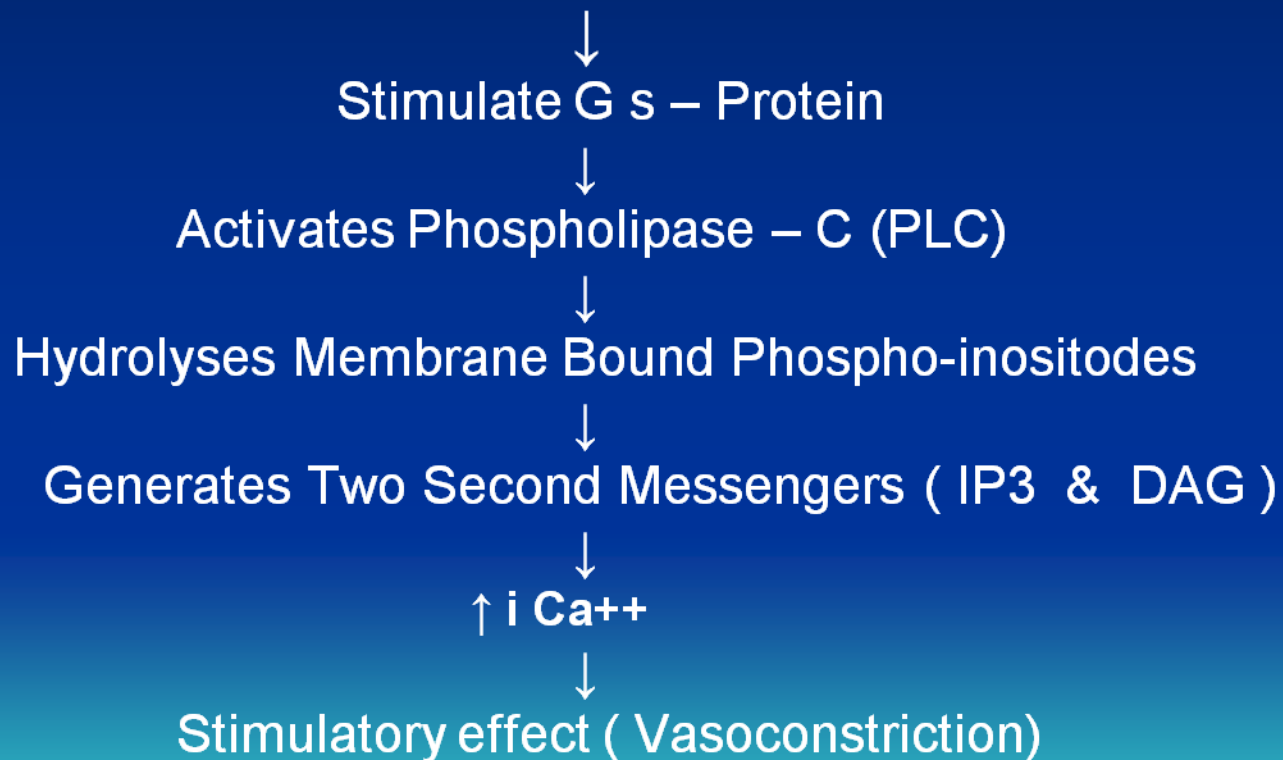 ↓
Stimulate G s – Protein
↓
Activates Phospholipase – C (PLC)
↓
Hydrolyses Membrane Bound Phospho-inositodes
↓
Generates Two Second Messengers ( IP3 & DAG )
↓
↑ i Ca++
↓
Stimulatory effect ( Vasoconstriction)